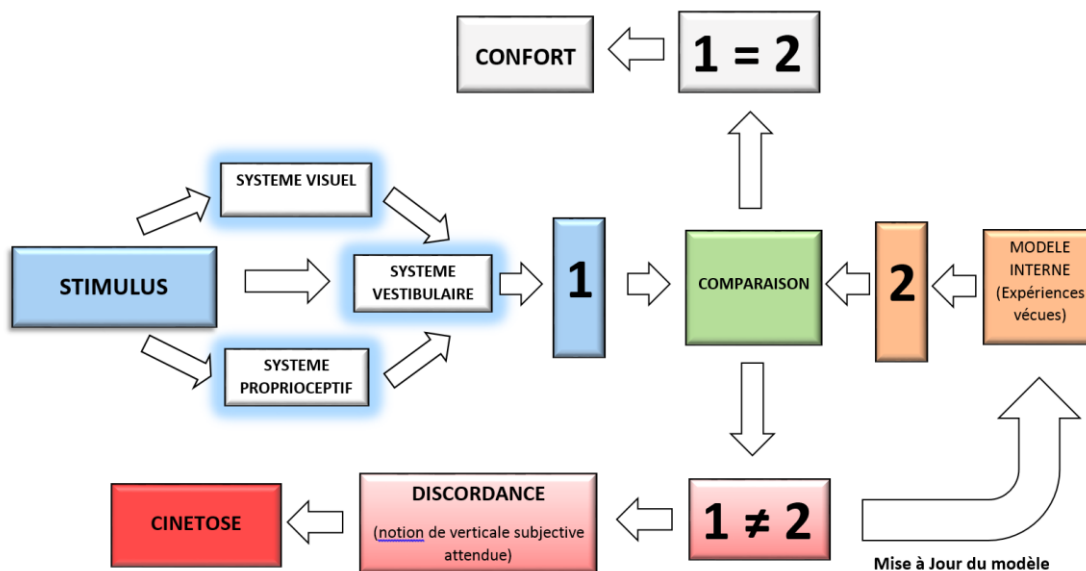 CONFORT
1 = 2
SYSTEME VISUEL
STIMULUS
SYSTEME
VESTIBULAIRE
SYSTEME
PROPRIOCEPTIF
1
COMPARAISON
2
MODELE
INTERNE
(Expériences
vécues)
CINETOSE
DISCORDANCE
(notion de verticale subjective
attendue)
1 ≠ 2
Mise à Jour du modèle